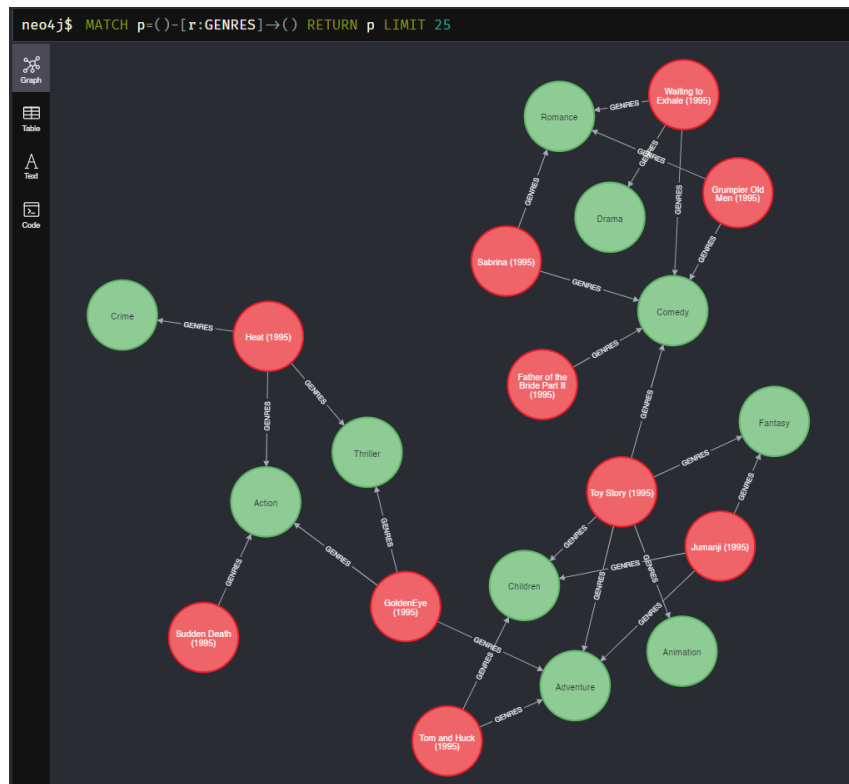 neo4j$ MATCH p=()-[r:GENRES]→() RETURN p LIMIT 25
Graph
Table
Text
Code
Waiting to
Exhale (1995)
Romance
GENRES
GENRES
GENRES
Grumpier Old
Men (1995)
GENRES
GENRES
Drama
GENRES
Sabrina (1995)
GENRES
Comedy
Crime
GENRES
Heat (1995)
GENRES
Father of the
Bride Part II
(1995)
GENRES
GENRES
GENRES
Fantasy
Thriller
GENRES
Toy Story (1995)
GENRES
Action
GENRES
GENRES
GENRES
Jumanji (1995)
GENRES
GENRES
GENRES
GENRES
Children
GENRES
GoldenEye
(1995)
GENRES
Sudden Death
(1995)
GENRES
GENRES
Animation
Adventure
GENRES
Tom and Huck
(1995)